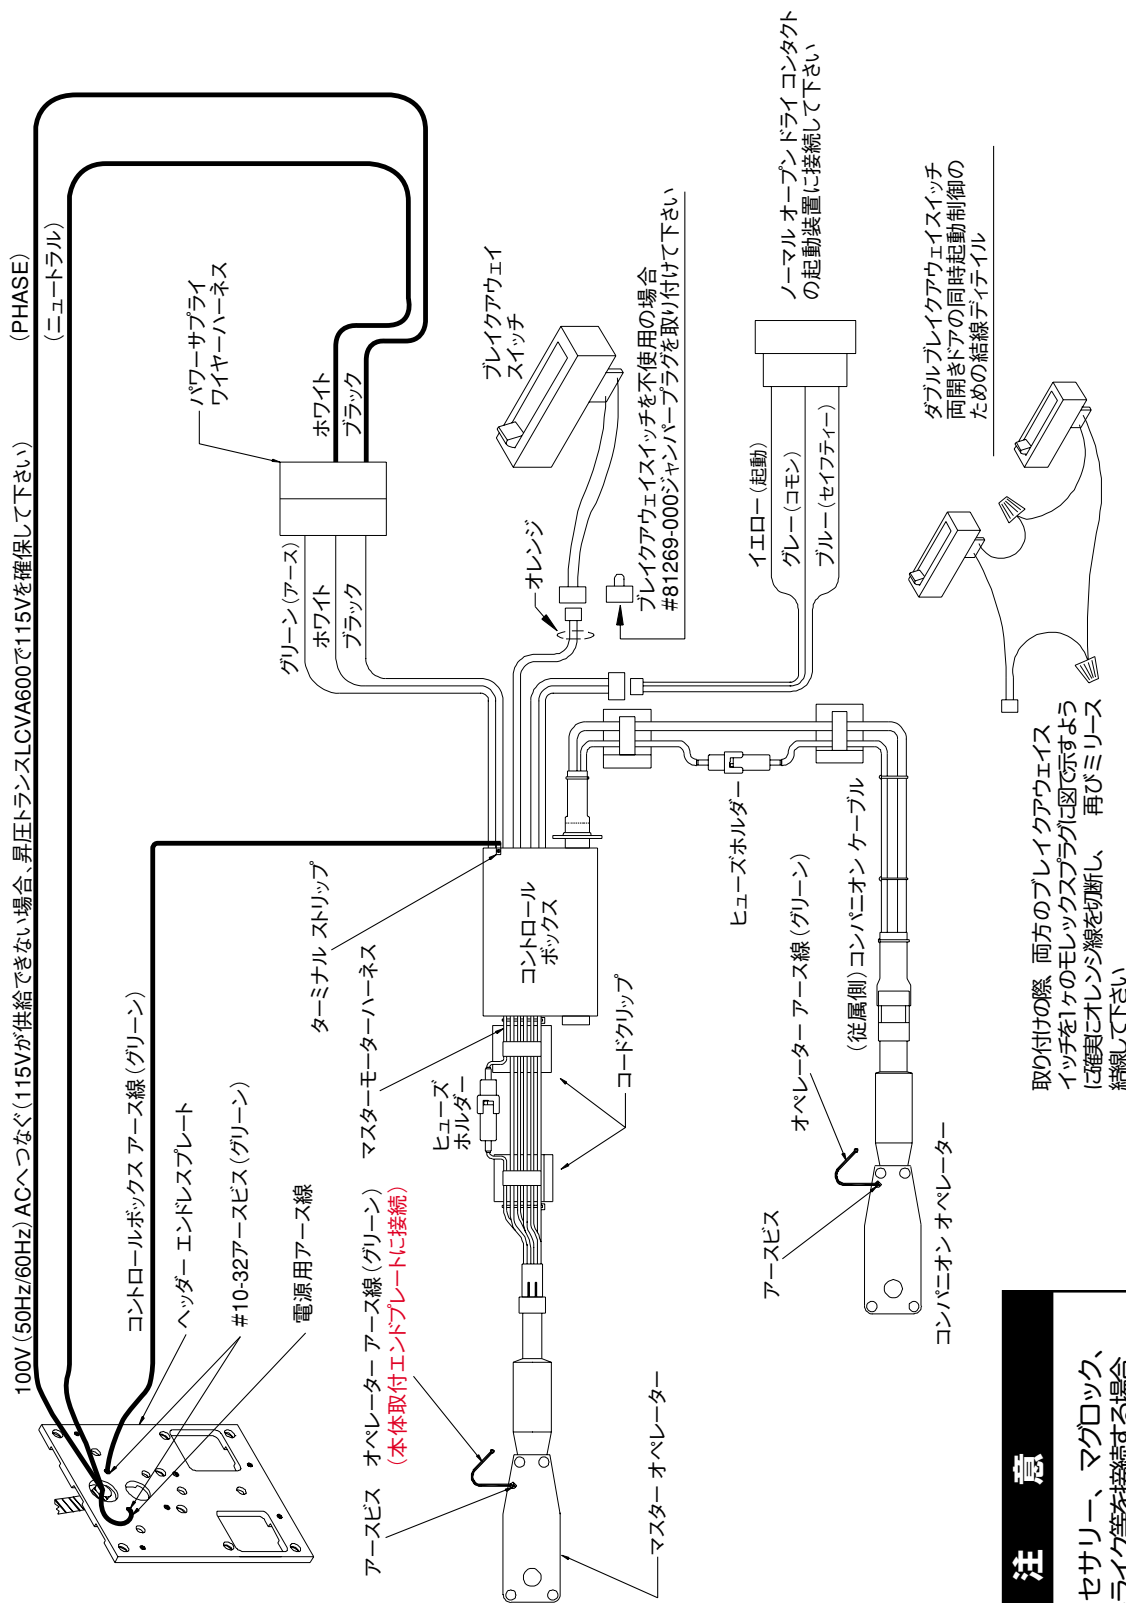 100V（50Hz/60Hz）ACへつなぐ（115Vが供給できない場合、昇圧トランスLCVA600で115Vを確保して下さい）
(PHASE)
(ニュートラル)
パワーサプライ
ワイヤーハーネス
ホワイト
ブラック
グリーン（アース）
ホワイト
ブラック
コントロールボックス アース線（グリーン）
ヘッダー エンドレスプレート
#10-32アースビス（グリーン）
電源用アース線
ブレイクアウェイ
スイッチ
オレンジ
ブレイクアウェイスイッチを不使用の場合
#81269-000ジャンパープラグを取り付けて下さい
ノーマル オープン ドライ コンタクト
の起動装置に接続して下さい
イエロー（起動）
グレー（コモン）
ブルー（セイフティー）
ターミナル ストリップ
マスターモーターハーネス
ヒューズ
ホルダー
コントロール
ボックス
コードクリップ
アースビス
オペレーター アース線（グリーン）
（本体取付エンドプレートに接続）
マスター オペレーター
ヒューズホルダー
（従属側）コンパニオン ケーブル
オペレーター アース線（グリーン）
アースビス
コンパニオン オペレーター
ダブルブレイクアウェイスイッチ
両開きドアの同時起動制御の
ための結線ディテイル
取り付けの際、両方のブレイクアウェイス
イッチを1ヶのモレックスプラグに図で示すよう
に確実にオレンジ線を切断し、 再びミリース
結線して下さい
注 意
セサリー、マグロック、
ライク等を接続する場合